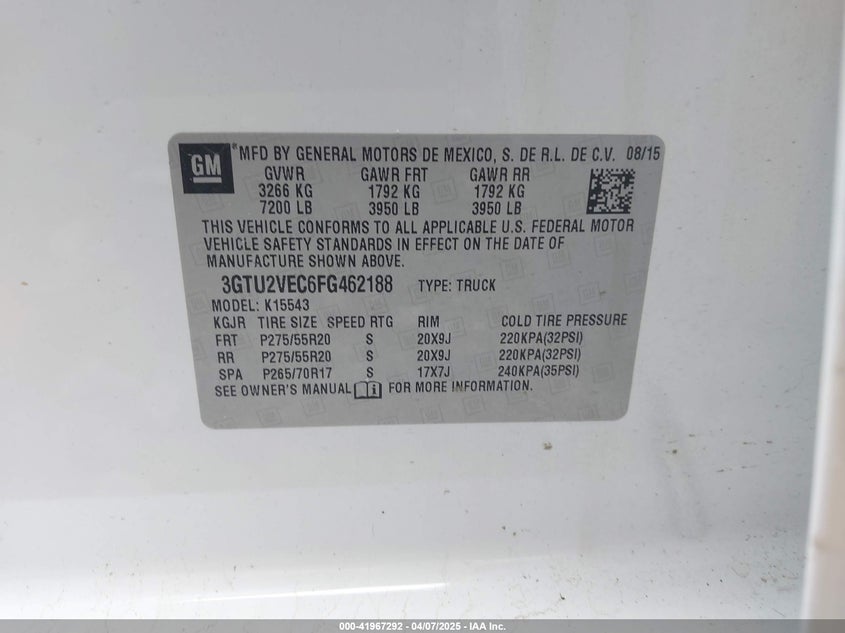 GM
®MFD BY GENERAL MOTORS DE MEXICO, S. DE R.L. DE C.V. 08/15
GVWR GAWR FRT GAWR RR
3266 KG 1792 KG 1792 KG
7200 LB 3950 LB 3950 LB
THIS VEHICLE CONFORMS TO ALL APPLICABLE U.S. FEDERAL MOTOR
VEHICLE SAFETY STANDARDS IN EFFECT ON THE DATE OF
MANUFACTURE SHOWN ABOVE.
3GTU2VEC6FG462188 TYPE: TRUCK
MODEL: K15543
KGJR TIRE SIZE SPEED RTG RIM COLD TIRE PRESSURE
FRT P275/55R20 S 20X9J 220KPA(32PSI)
RR P275/55R20 S 20X9J 220KPA(32PSI)
SPA P265/70R17 S 17X7J 240KPA(35PSI)
SEE OWNER'S MANUAL FOR MORE INFORMATION.
000-41967292 - 04/07/2025 - IAA Inc.